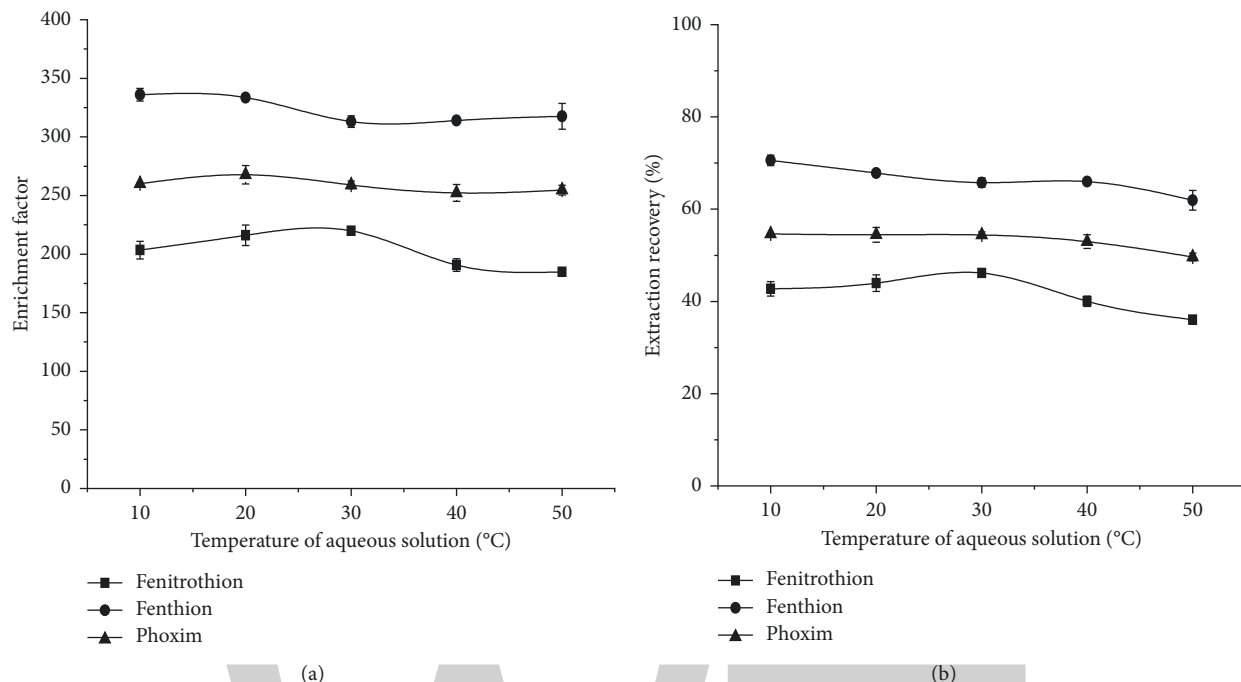 400
350
300
250
200
150
100
50
0
Enrichment factor
10 20 30 40 50
Temperature of aqueous solution (°C)
Fenitrothion
Fenthion
Phoxim
(a)
100
80
60
40
20
0
Extraction recovery (%)
10 20 30 40 50
Temperature of aqueous solution (°C)
Fenitrothion
Fenthion
Phoxim
(b)